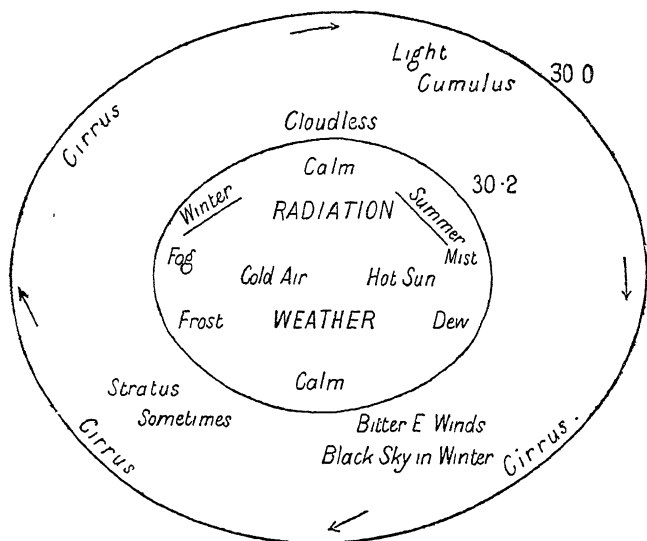 Light
Cumulus
30 0
Cirrus
Cloudless
Calm
30·2
Winter
Summer
RADIATION
Fog
Mist
Cold Air
Hot Sun
Frost
WEATHER
Dew
Calm
Stratus
Sometimes
Bitter E Winds
Black Sky in Winter
Cirrus
Cirrus.